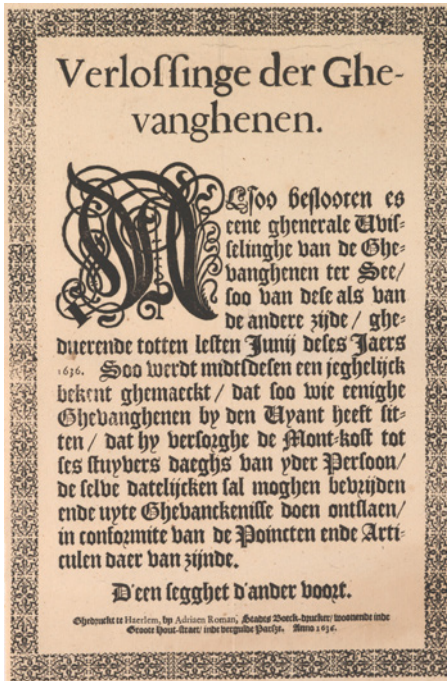 Verlossinge der Ghe-
vanghenen.
ALsoo beslooten es
eene ghenerale Uvis-
selinghe van de Ghe-
vanghenen ter See/
soo van dese als van
de andere zijde / ghe-
duerende totten lesten Junij deses Jaers
1636. Soo werdt midtsdesen een jeghelijck
bekent ghemaeckt / dat soo wie eenighe
Ghevanghenen by den Vyant heeft sit-
ten / dat hy versorghe de Mont-kost tot
ses stuyvers daeghs van yder Persoon/
de selve datelijcken sal moghen bevrijden
ende uyte Ghevanckenisse doen ontslaen/
in conformite van de Poincten ende Arti-
culen daer van zijnde.
D'een segghet d'ander voort.
Ghedruckt te Haerlem, by Adriaen Roman, Stadts Boeck-drucker/ woonende inde
Groote Hout-straet/ inde vergulde Parsse. Anno 1636.